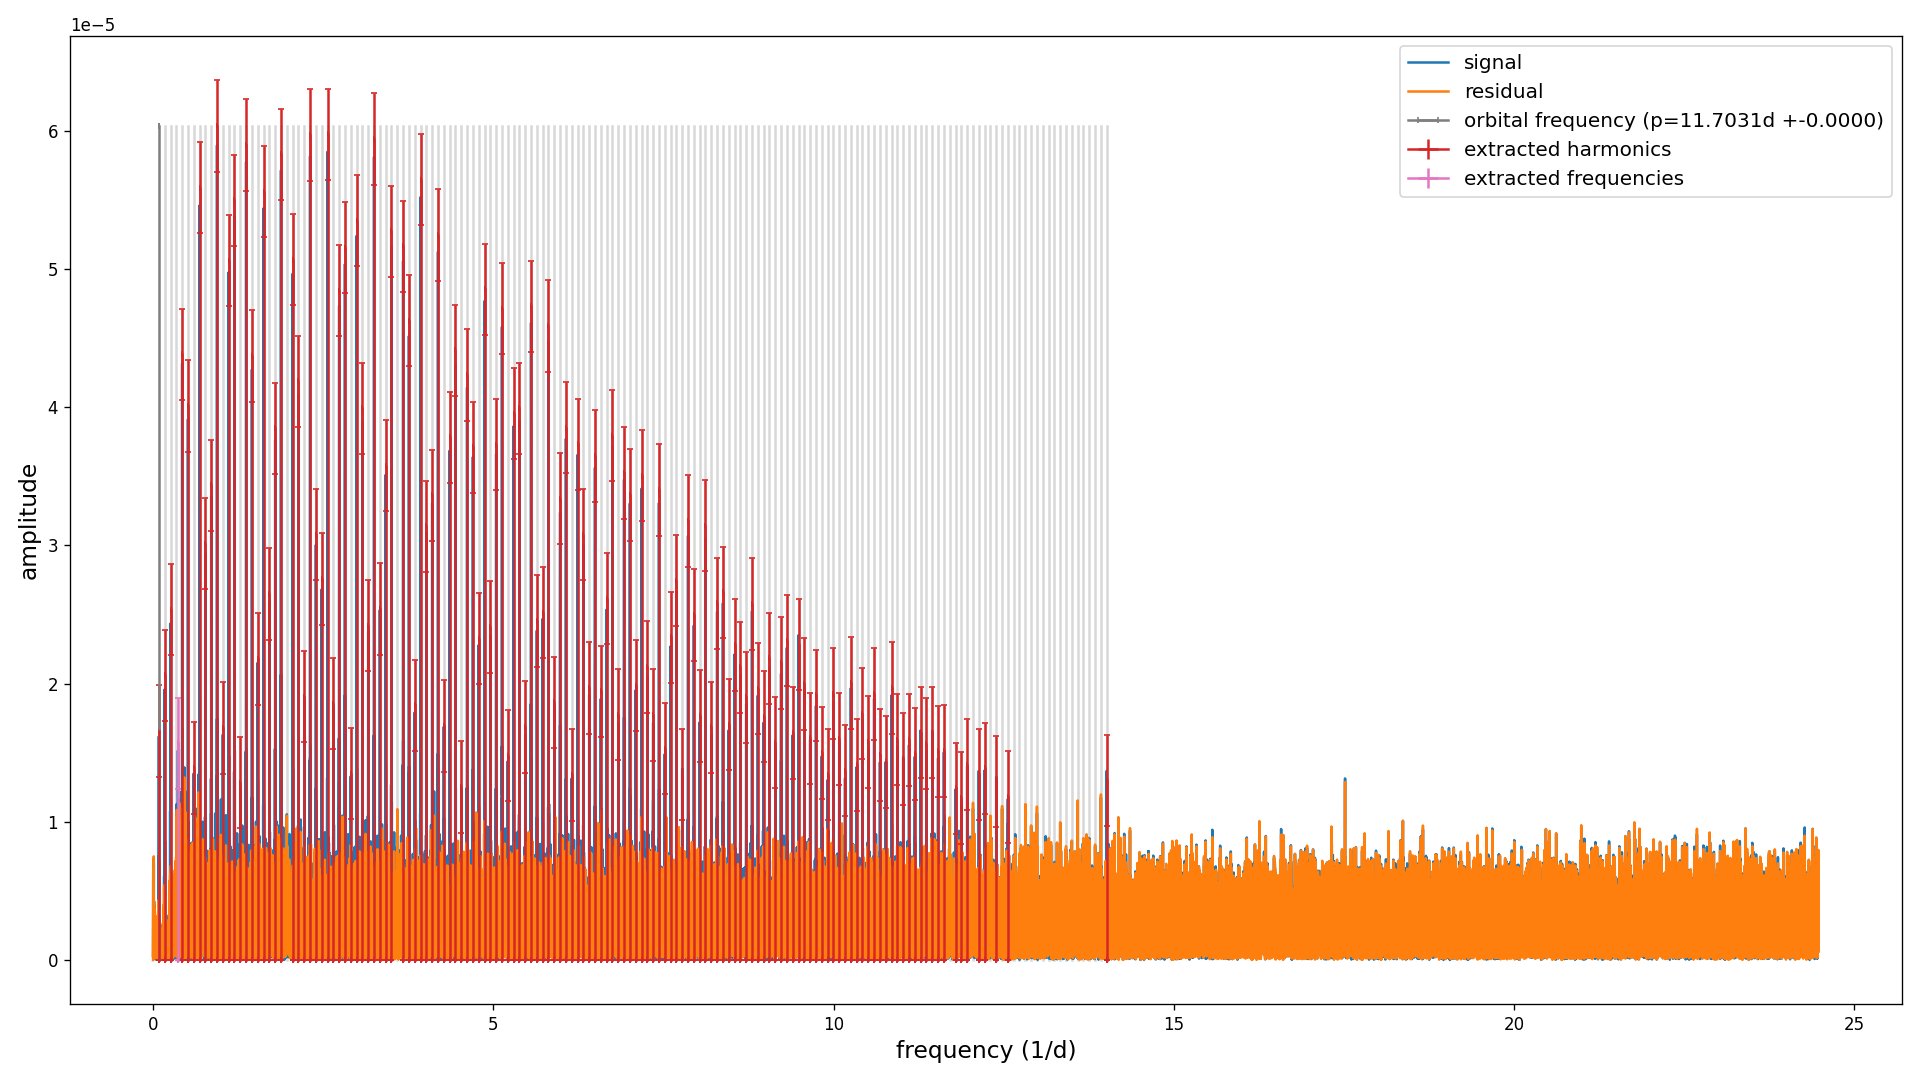 1e−5
signal
residual
orbital frequency (p=11.7031d +-0.0000)
extracted harmonics
extracted frequencies
6
5
4
3
2
1
0
amplitude
0 5 10 15 20 25
frequency (1/d)